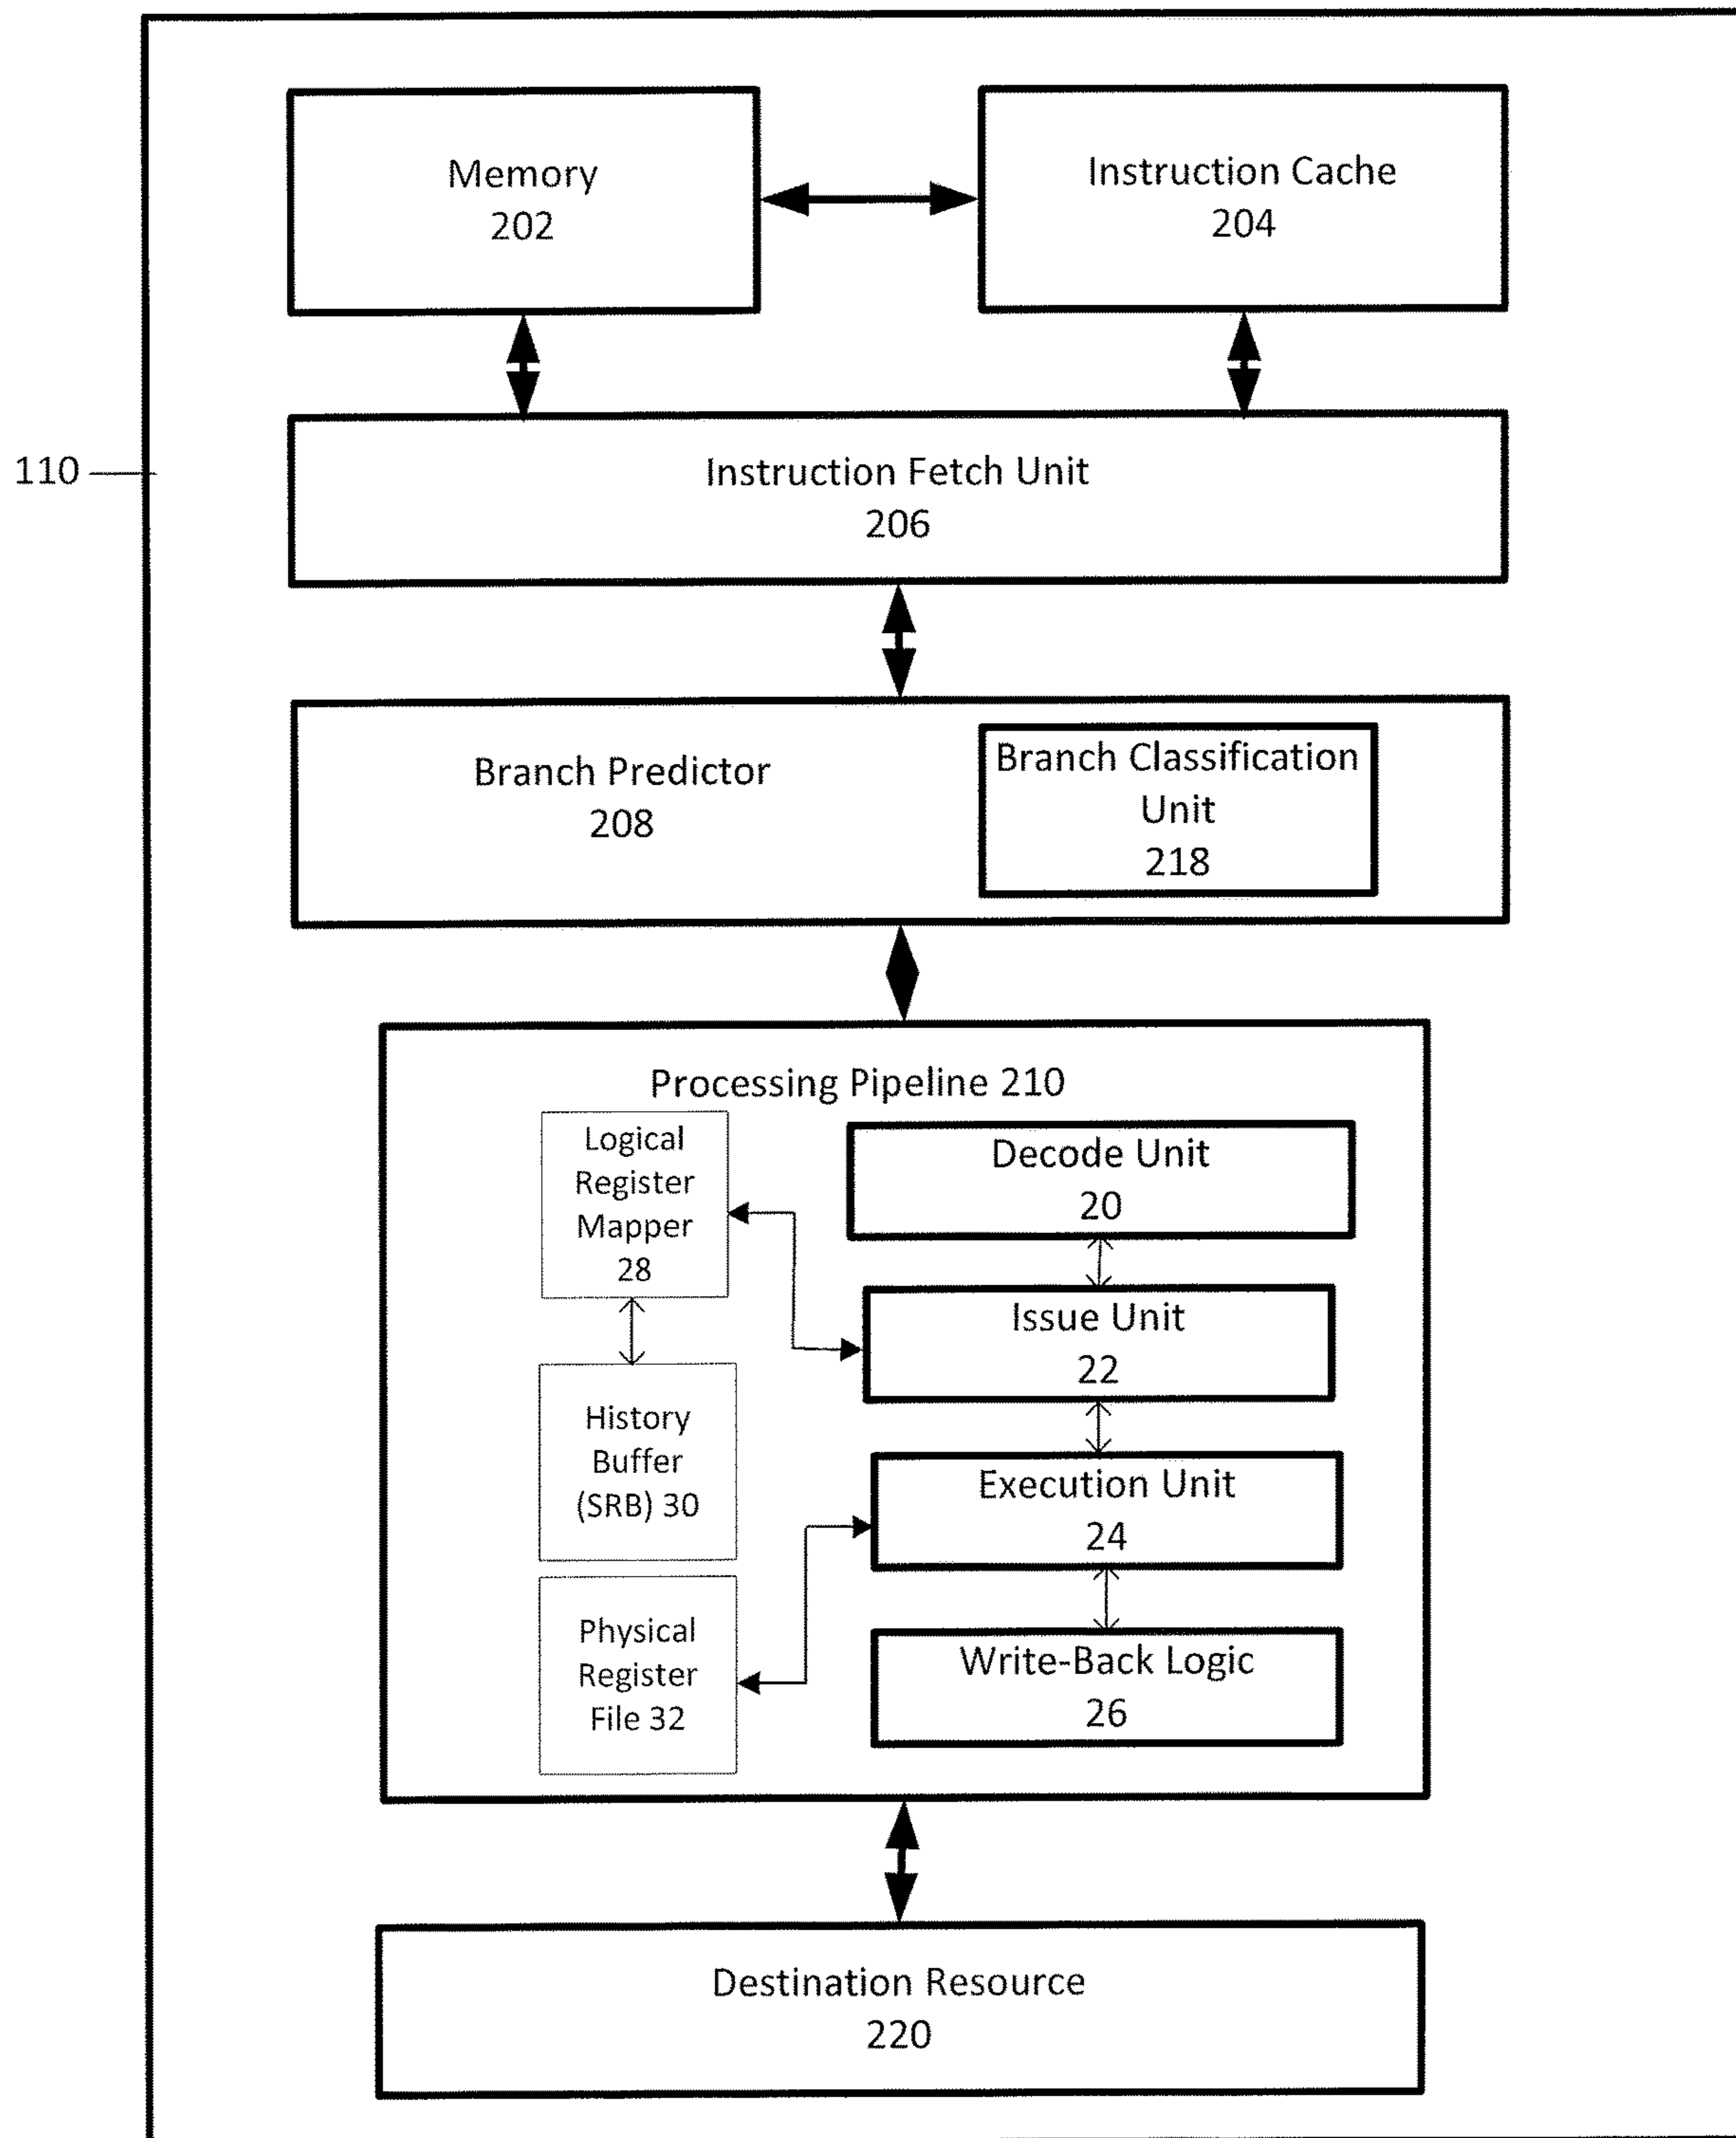 Memory
202
Instruction Cache
204
110
Instruction Fetch Unit
206
Branch Predictor
208
Branch Classification
Unit
218
Processing Pipeline 210
Logical
Register
Mapper
28
Decode Unit
20
Issue Unit
22
History
Buffer
(SRB) 30
Execution Unit
24
Physical
Register
File 32
Write-Back Logic
26
Destination Resource
220